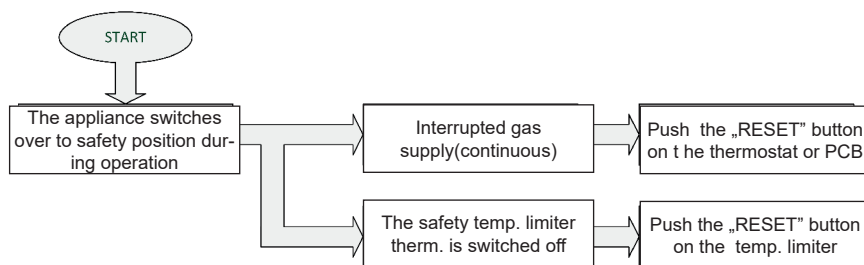 START
The appliance switches
over to safety position dur-
ing operation
Interrupted gas
supply(continuous)
Push the „RESET” button
on t he thermostat or PCB
The safety temp. limiter
therm. is switched off
Push the „RESET” button
on the temp. limiter